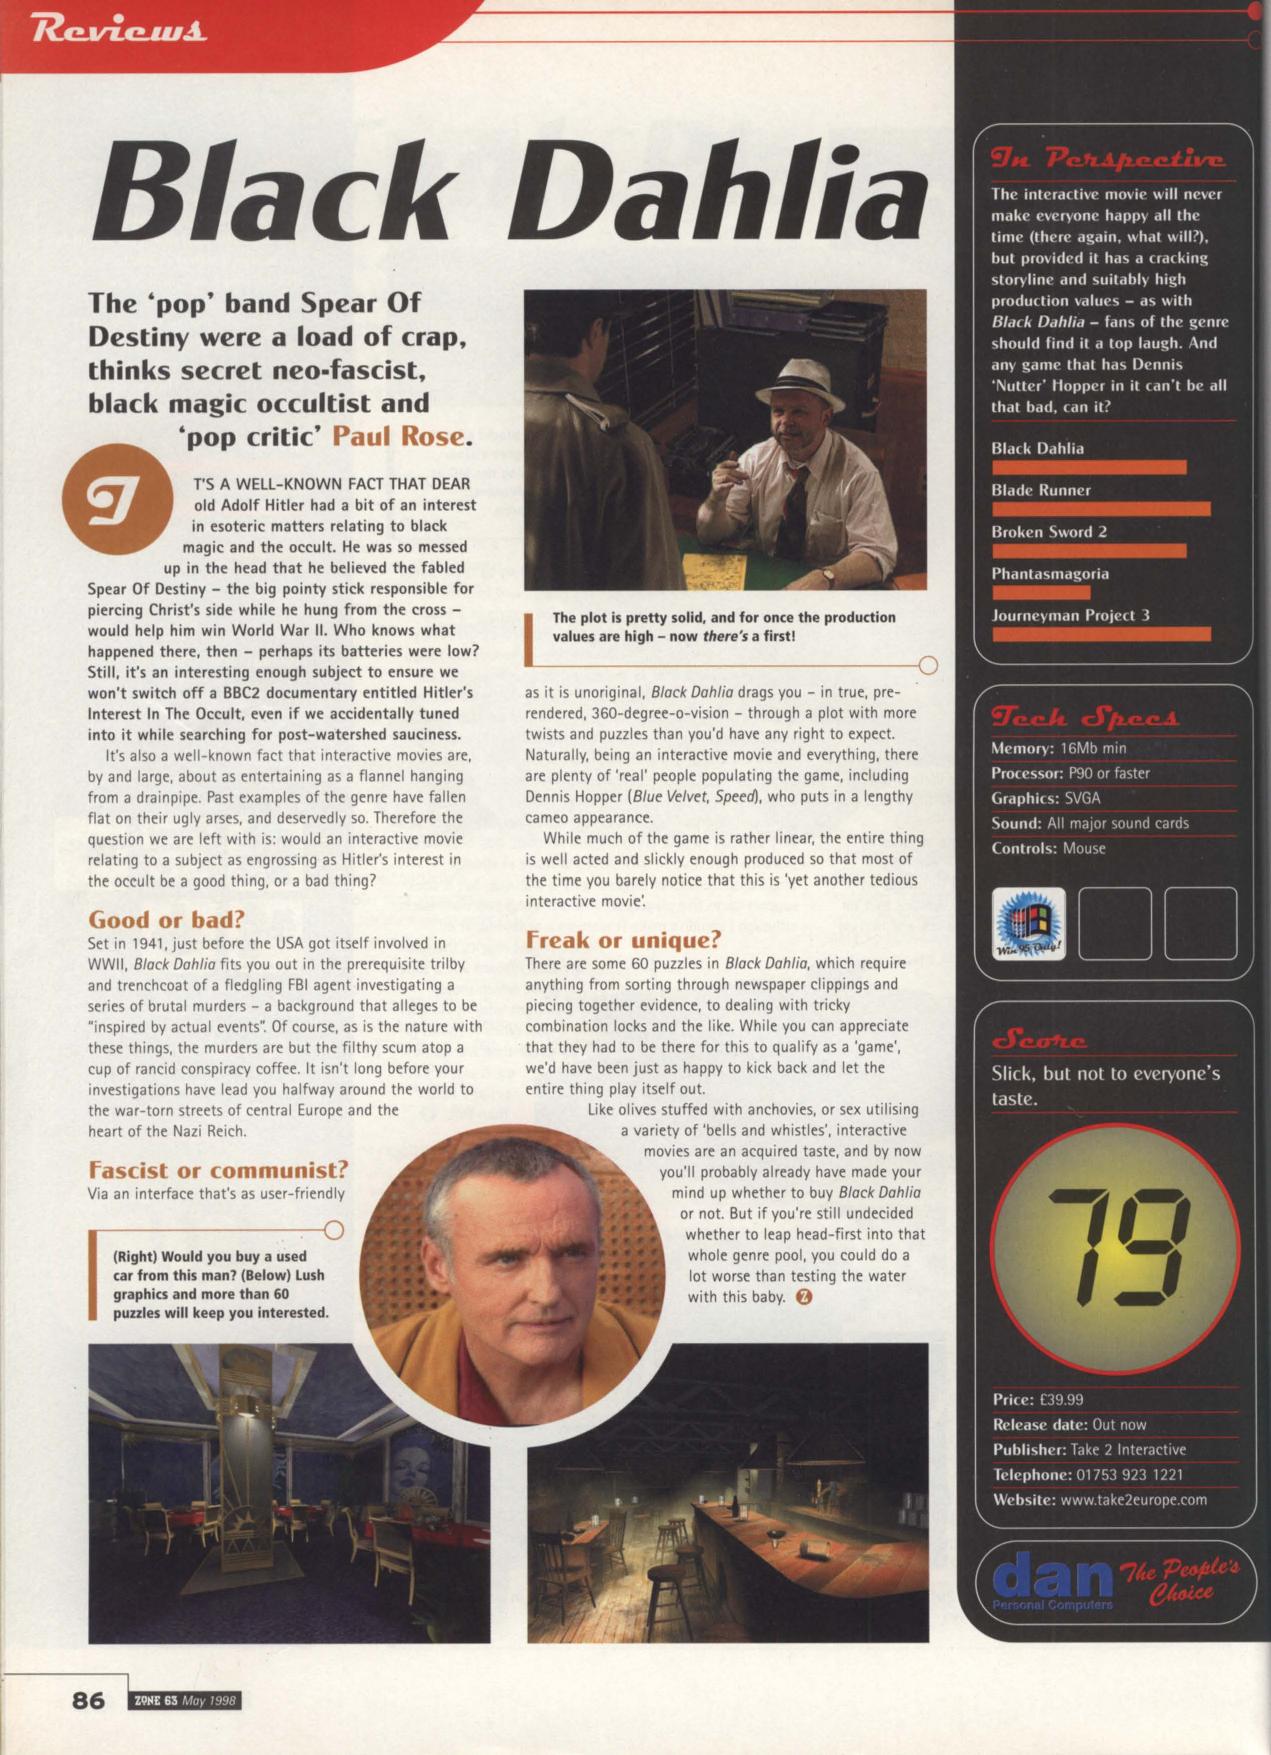 Reviews
Black Dahlia
The ‘pop’ band Spear Of
Destiny were a load of crap,
thinks secret neo-fascist,
black magic occultist and
‘pop critic’ Paul Rose.
IT'S A WELL-KNOWN FACT THAT DEAR
old Adolf Hitler had a bit of an interest
in esoteric matters relating to black
magic and the occult. He was so messed
up in the head that he believed the fabled
Spear Of Destiny – the big pointy stick responsible for
piercing Christ's side while he hung from the cross –
would help him win World War II. Who knows what
happened there, then – perhaps its batteries were low?
Still, it's an interesting enough subject to ensure we
won't switch off a BBC2 documentary entitled Hitler's
Interest In The Occult, even if we accidentally tuned
into it while searching for post-watershed sauciness.
It's also a well-known fact that interactive movies are,
by and large, about as entertaining as a flannel hanging
from a drainpipe. Past examples of the genre have fallen
flat on their ugly arses, and deservedly so. Therefore the
question we are left with is: would an interactive movie
relating to a subject as engrossing as Hitler's interest in
the occult be a good thing, or a bad thing?
Good or bad?
Set in 1941, just before the USA got itself involved in
WWII, Black Dahlia fits you out in the prerequisite trilby
and trenchcoat of a fledgling FBI agent investigating a
series of brutal murders – a background that alleges to be
"inspired by actual events". Of course, as is the nature with
these things, the murders are but the filthy scum atop a
cup of rancid conspiracy coffee. It isn't long before your
investigations have lead you halfway around the world to
the war-torn streets of central Europe and the
heart of the Nazi Reich.
Fascist or communist?
Via an interface that's as user-friendly
(Right) Would you buy a used
car from this man? (Below) Lush
graphics and more than 60
puzzles will keep you interested.
The plot is pretty solid, and for once the production
values are high – now there's a first!
as it is unoriginal, Black Dahlia drags you – in true, pre-
rendered, 360-degree-o-vision – through a plot with more
twists and puzzles than you'd have any right to expect.
Naturally, being an interactive movie and everything, there
are plenty of 'real' people populating the game, including
Dennis Hopper (Blue Velvet, Speed), who puts in a lengthy
cameo appearance.
While much of the game is rather linear, the entire thing
is well acted and slickly enough produced so that most of
the time you barely notice that this is 'yet another tedious
interactive movie'.
Freak or unique?
There are some 60 puzzles in Black Dahlia, which require
anything from sorting through newspaper clippings and
piecing together evidence, to dealing with tricky
combination locks and the like. While you can appreciate
that they had to be there for this to qualify as a 'game',
we'd have been just as happy to kick back and let the
entire thing play itself out.
Like olives stuffed with anchovies, or sex utilising
a variety of 'bells and whistles', interactive
movies are an acquired taste, and by now
you'll probably already have made your
mind up whether to buy Black Dahlia
or not. But if you're still undecided
whether to leap head-first into that
whole genre pool, you could do a
lot worse than testing the water
with this baby. Z
In Perspective
The interactive movie will never
make everyone happy all the
time (there again, what will?),
but provided it has a cracking
storyline and suitably high
production values – as with
Black Dahlia – fans of the genre
should find it a top laugh. And
any game that has Dennis
'Nutter' Hopper in it can't be all
that bad, can it?
Black Dahlia
Blade Runner
Broken Sword 2
Phantasmagoria
Journeyman Project 3
Tech Specs
Memory: 16Mb min
Processor: P90 or faster
Graphics: SVGA
Sound: All major sound cards
Controls: Mouse
Win 95 Only!
Score
Slick, but not to everyone's
taste.
79
Price: £39.99
Release date: Out now
Publisher: Take 2 Interactive
Telephone: 01753 923 1221
Website: www.take2europe.com
dan
Personal Computers
The People's
Choice
86
ZONE 63 May 1998